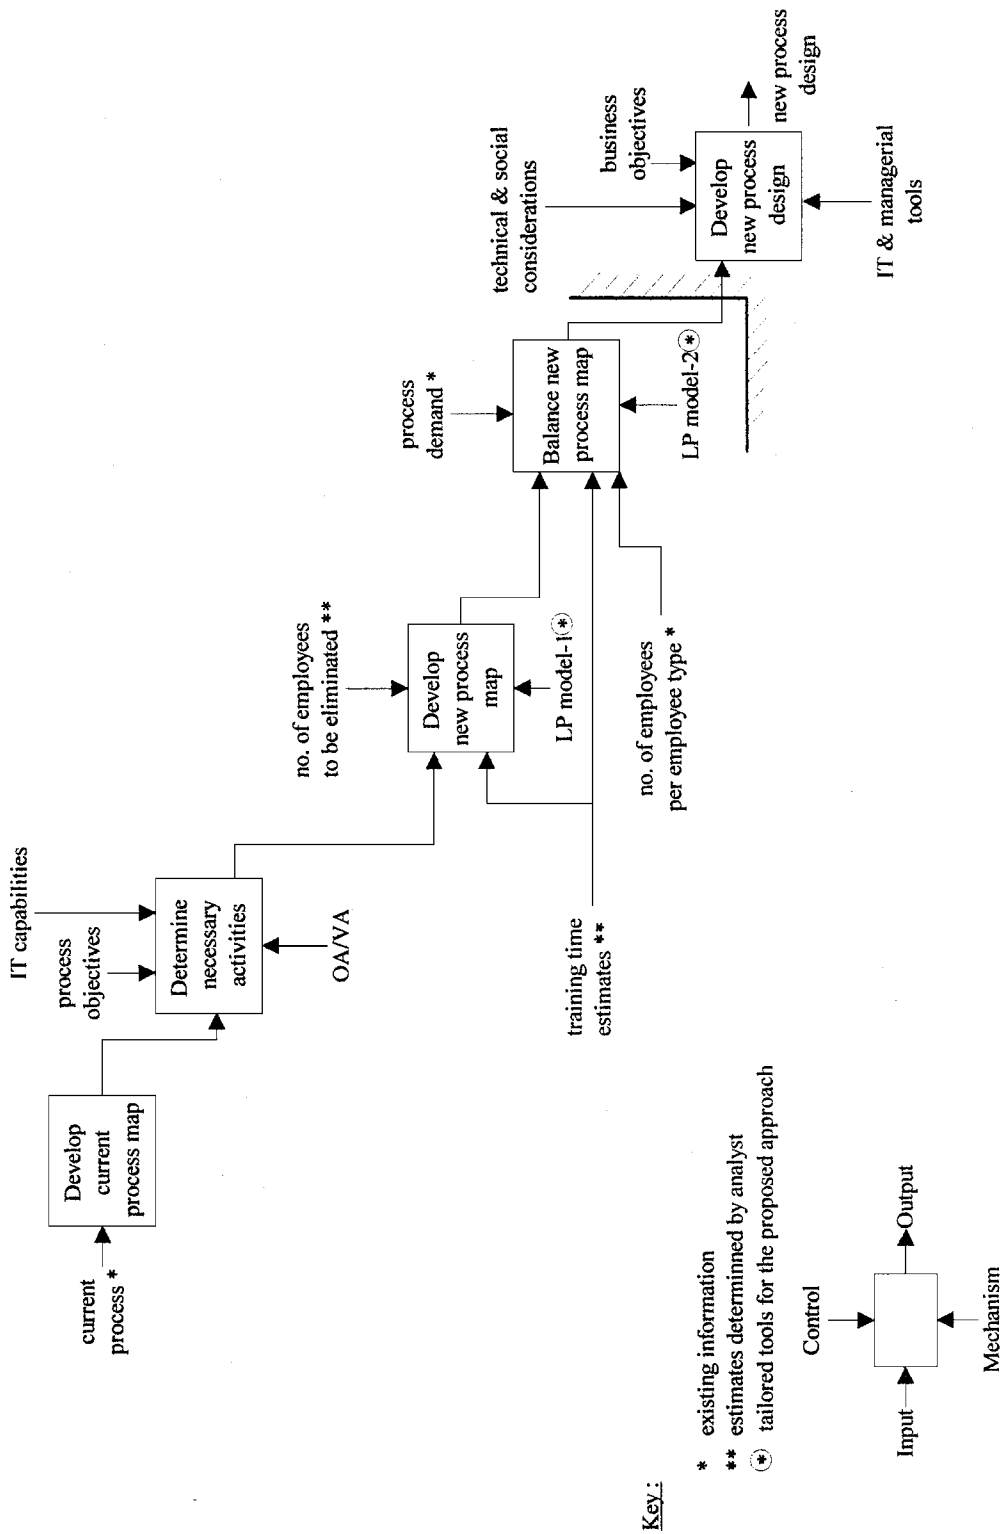 current
process *
Develop
current
process map
process
objectives
IT capabilities
Determine
necessary
activities
OA/VA
no. of employees
to be eliminated **
Develop
new process
map
LP model-1(*)
training time
estimates **
no. of employees
per employee type *
process
demand *
Balance new
process map
LP model-2(*)
technical & social
considerations
business
objectives
Develop
new process
design
IT & managerial
tools
new process
design
Key :
* existing information
** estimates determinned by analyst
(*) tailored tools for the proposed approach
Control
Input
Output
Mechanism